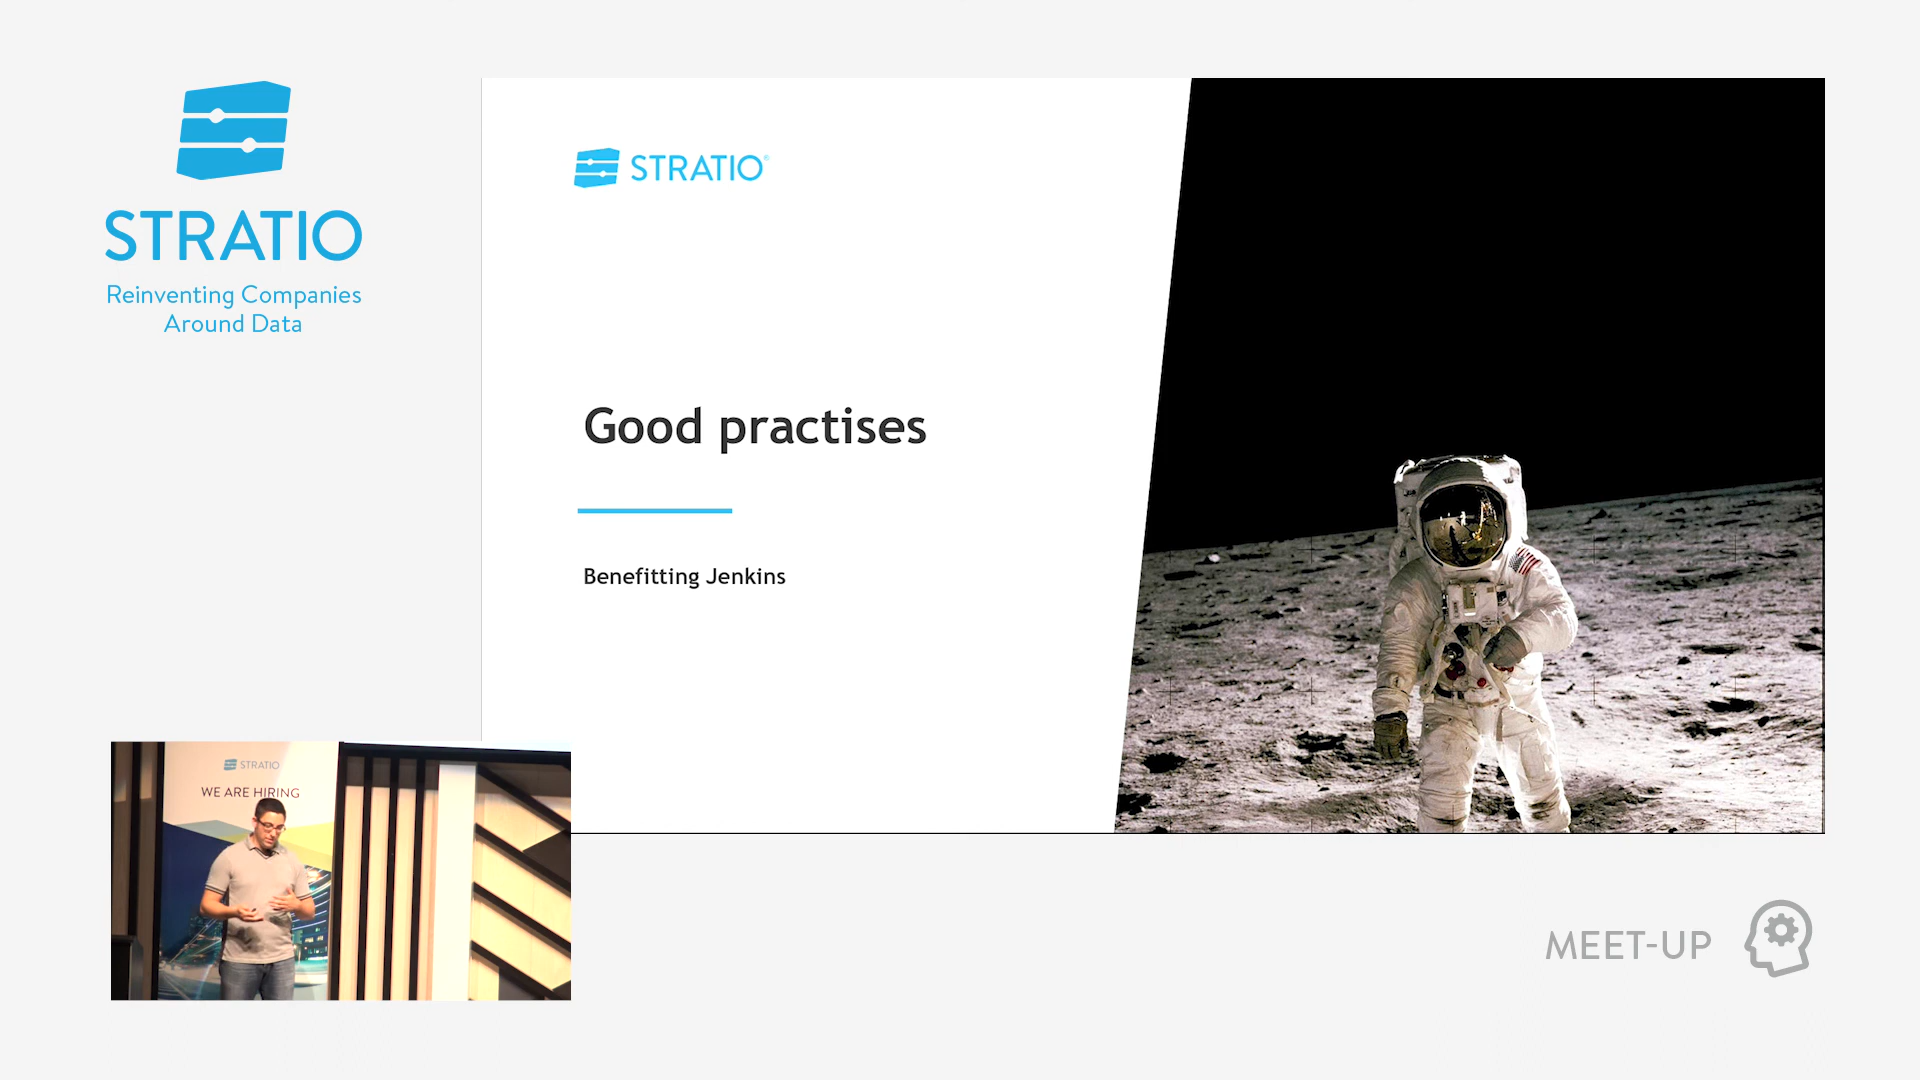 STRATIO
Reinventing Companies
Around Data
STRATIO®
Good practises
Benefitting Jenkins
STRATIO
WE ARE HIRING
MEET-UP